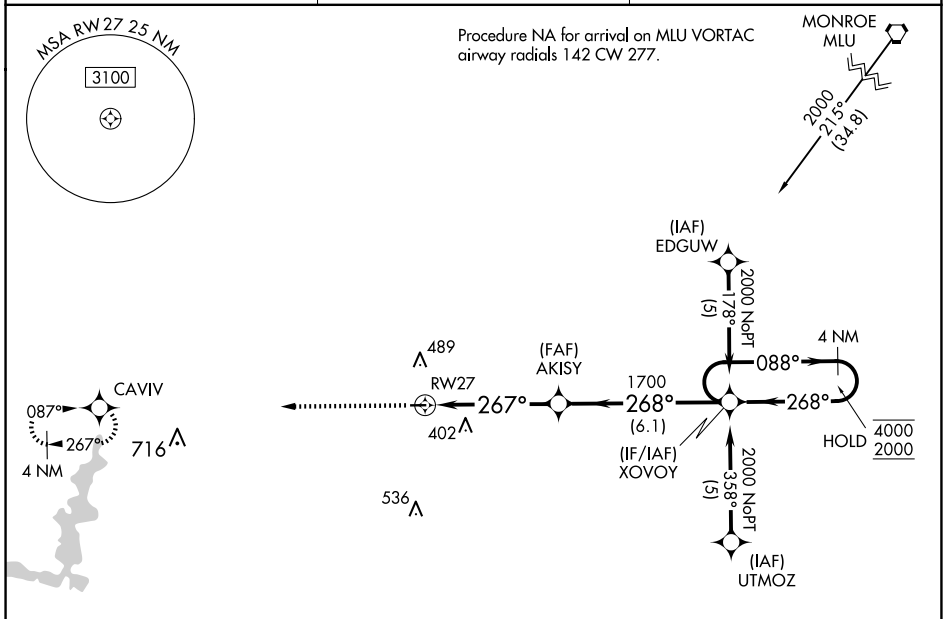 MSA RW27 25 NM
3100
Procedure NA for arrival on MLU VORTAC
airway radials 142 CW 277.
MONROE
MLU
2000
215°
(34.8)
(IAF)
EDGUW
2000 NoPT
178°
(5)
4 NM
088°
489
(FAF)
AKISY
1700
RW27
267°
268°
(6.1)
268°
402
(IF/IAF)
XOVOY
HOLD
4000
2000
CAVIV
087°
267°
4 NM
716
536
2000 NoPT
358°
(5)
(IAF)
UTMOZ